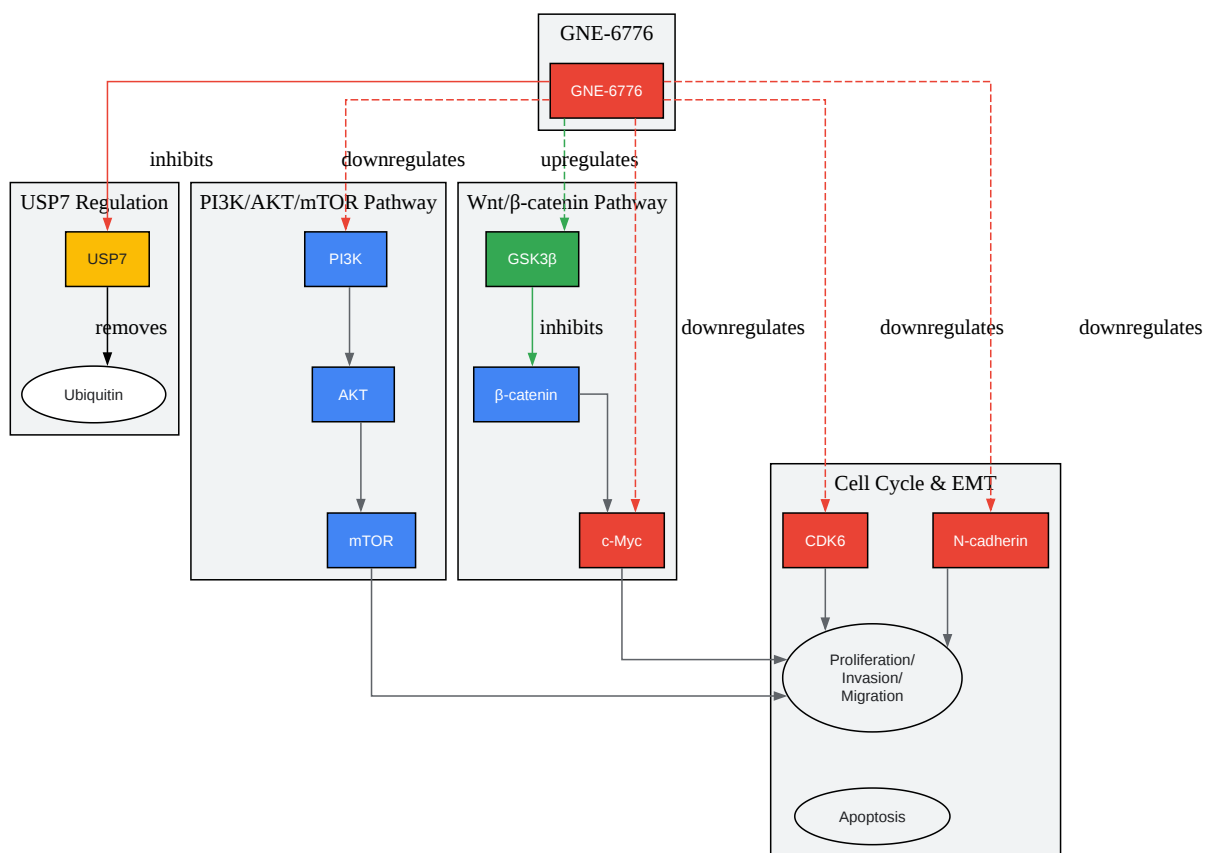 GNE-6776
GNE-6776
inhibits
downregulates
upregulates
USP7 Regulation
PI3K/AKT/mTOR Pathway
Wnt/β-catenin Pathway
USP7
PI3K
GSK3β
removes
inhibits
downregulates
downregulates
downregulates
Ubiquitin
AKT
β-catenin
Cell Cycle & EMT
mTOR
c-Myc
CDK6
N-cadherin
Proliferation/
Invasion/
Migration
Apoptosis